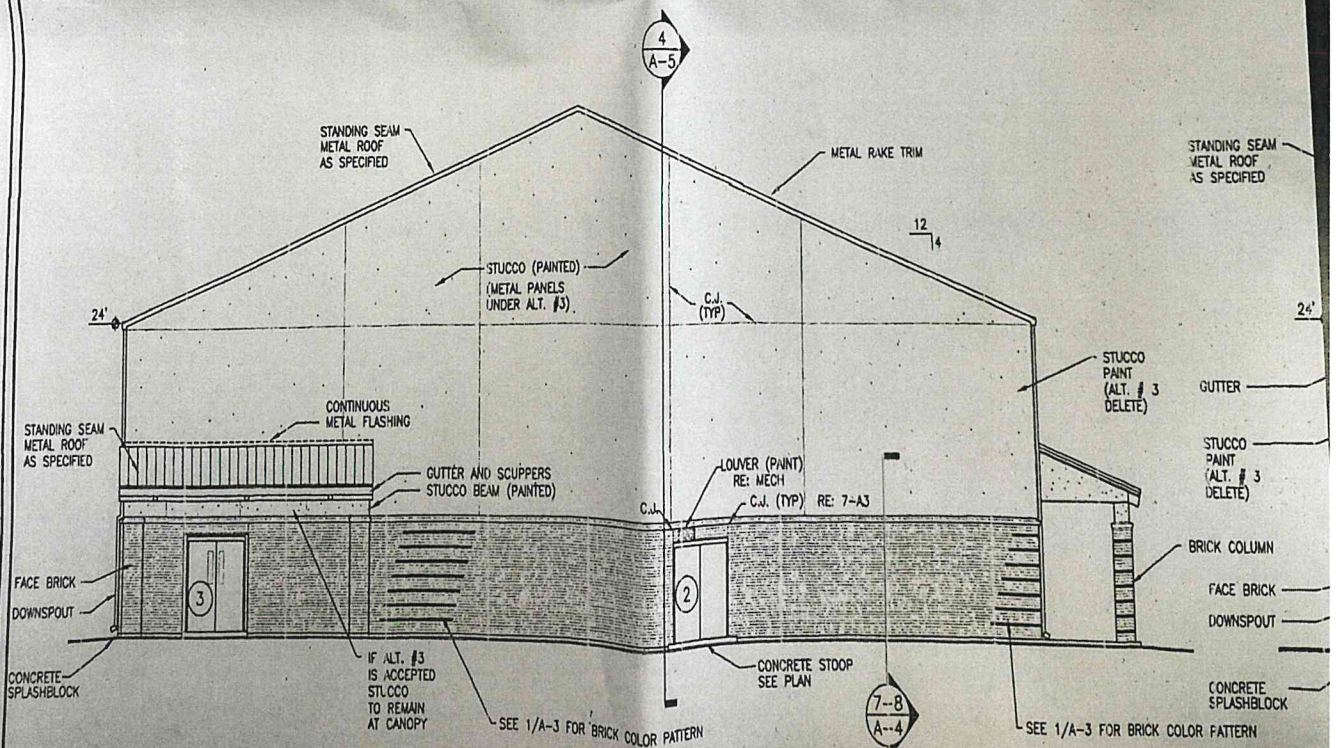 4
A-5
STANDING SEAM
METAL ROOF
AS SPECIFIED
METAL RAKE TRIM
STANDING SEAM
METAL ROOF
AS SPECIFIED
12
4
STUCCO (PAINTED)
(METAL PANELS
UNDER ALT. #3).
C.J.
(TYP)
24'
24'
STUCCO
PAINT
(ALT. # 3
DELETE)
GUTTER
CONTINUOUS
METAL FLASHING
STANDING SEAM
METAL ROOF
AS SPECIFIED
GUTTER AND SCUPPERS
STUCCO BEAM (PAINTED)
LOUVER (PAINT)
RE: MECH
C.J.
C.J. (TYP) RE: 7-A3
STUCCO
PAINT
(ALT. # 3
DELETE)
BRICK COLUMN
FACE BRICK
DOWNSPOUT
3
2
FACE BRICK
DOWNSPOUT
CONCRETE
SPLASHBLOCK
IF ALT. #3
IS ACCEPTED
STUCCO
TO REMAIN
AT CANOPY
SEE 1/A-3 FOR BRICK COLOR PATTERN
CONCRETE STOOP
SEE PLAN
7-8
A-4
SEE 1/A-3 FOR BRICK COLOR PATTERN
CONCRETE
SPLASHBLOCK